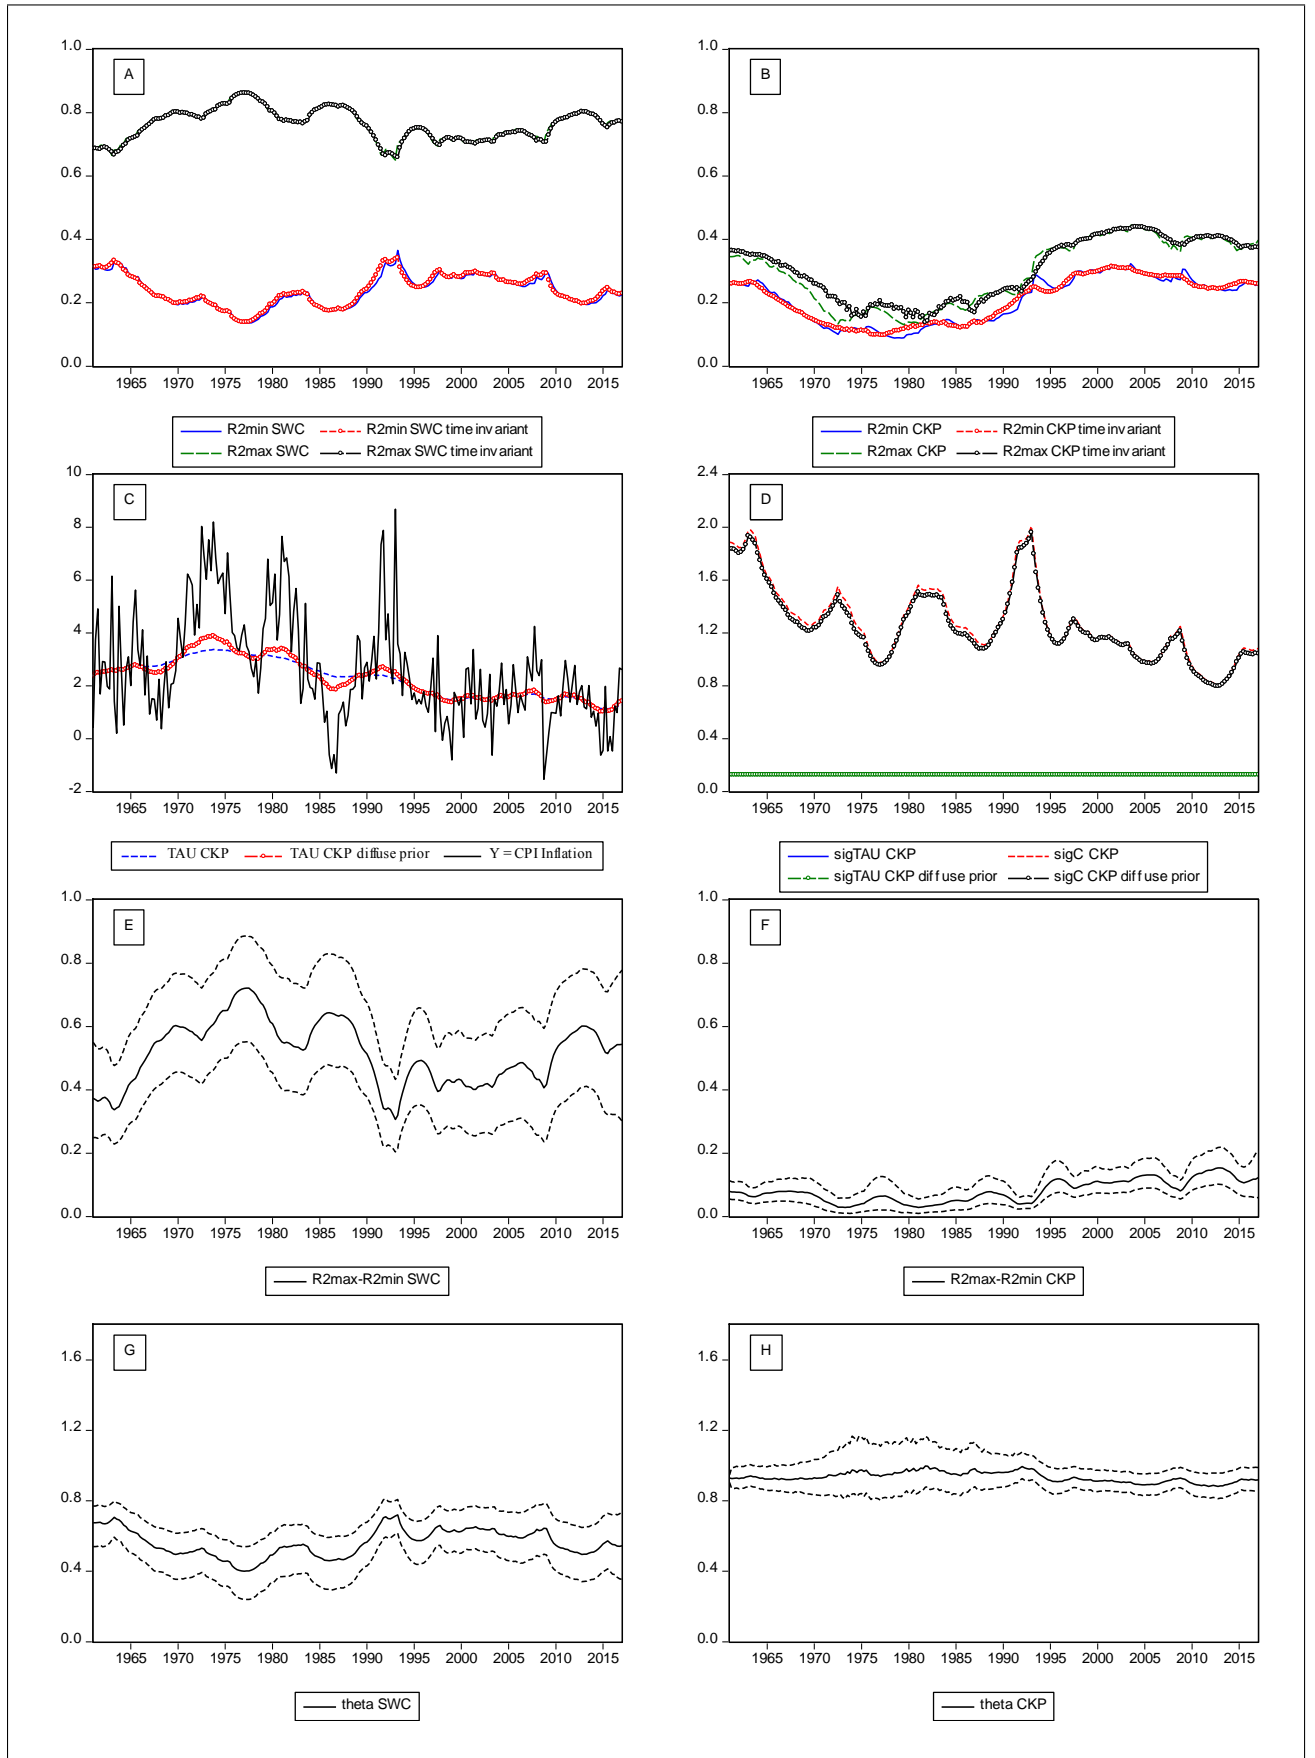 1.0
0.8
0.6
0.4
0.2
0.0
A
1965 1970 1975 1980 1985 1990 1995 2000 2005 2010 2015
R2min SWC R2min SWC time invariant
R2max SWC R2max SWC time invariant
1.0
0.8
0.6
0.4
0.2
0.0
B
1965 1970 1975 1980 1985 1990 1995 2000 2005 2010 2015
R2min CKP R2min CKP time invariant
R2max CKP R2max CKP time invariant
10
8
6
4
2
0
-2
C
1965 1970 1975 1980 1985 1990 1995 2000 2005 2010 2015
TAU CKP TAU CKP diffuse prior Y = CPI Inflation
2.4
2.0
1.6
1.2
0.8
0.4
0.0
D
1965 1970 1975 1980 1985 1990 1995 2000 2005 2010 2015
sigTAU CKP sigC CKP
sigTAU CKP diffuse prior sigC CKP diffuse prior
1.0
0.8
0.6
0.4
0.2
0.0
E
1965 1970 1975 1980 1985 1990 1995 2000 2005 2010 2015
R2max-R2min SWC
1.0
0.8
0.6
0.4
0.2
0.0
F
1965 1970 1975 1980 1985 1990 1995 2000 2005 2010 2015
R2max-R2min CKP
1.6
1.2
0.8
0.4
0.0
G
1965 1970 1975 1980 1985 1990 1995 2000 2005 2010 2015
theta SWC
1.6
1.2
0.8
0.4
0.0
H
1965 1970 1975 1980 1985 1990 1995 2000 2005 2010 2015
theta CKP